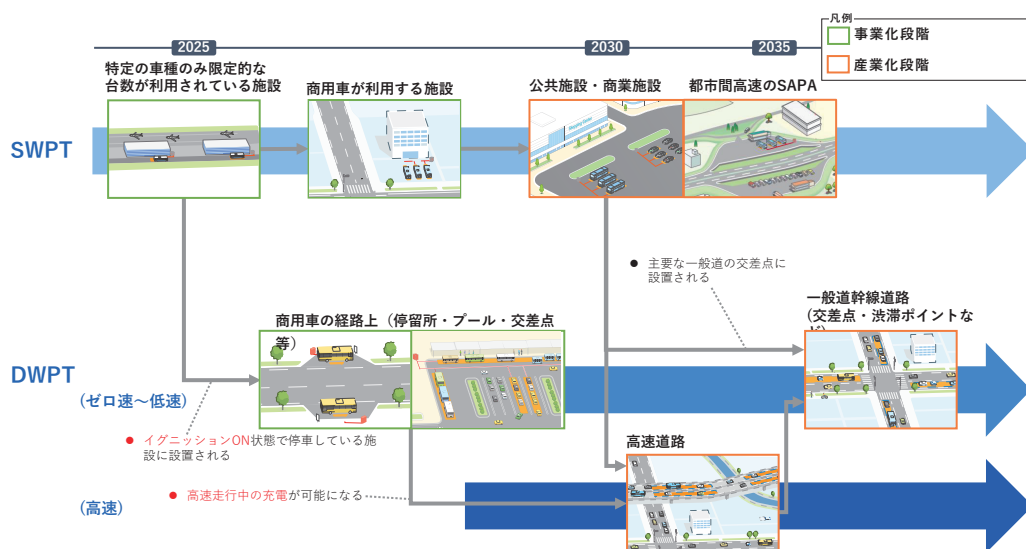 2025
2030
2035
凡例
事業化段階
産業化段階
特定の車種のみ限定的な
台数が利用されている施設
商用車が利用する施設
公共施設・商業施設
都市間高速のSAPA
SWPT
● 主要な一般道の交差点に
設置される
商用車の経路上（停留所・プール・交差点
等）
一般道幹線道路
(交差点・渋滞ポイントな
ど)
DWPT
(ゼロ速～低速)
● イグニッションON状態で停車している施
設に設置される
高速道路
● 高速走行中の充電が可能になる
(高速)